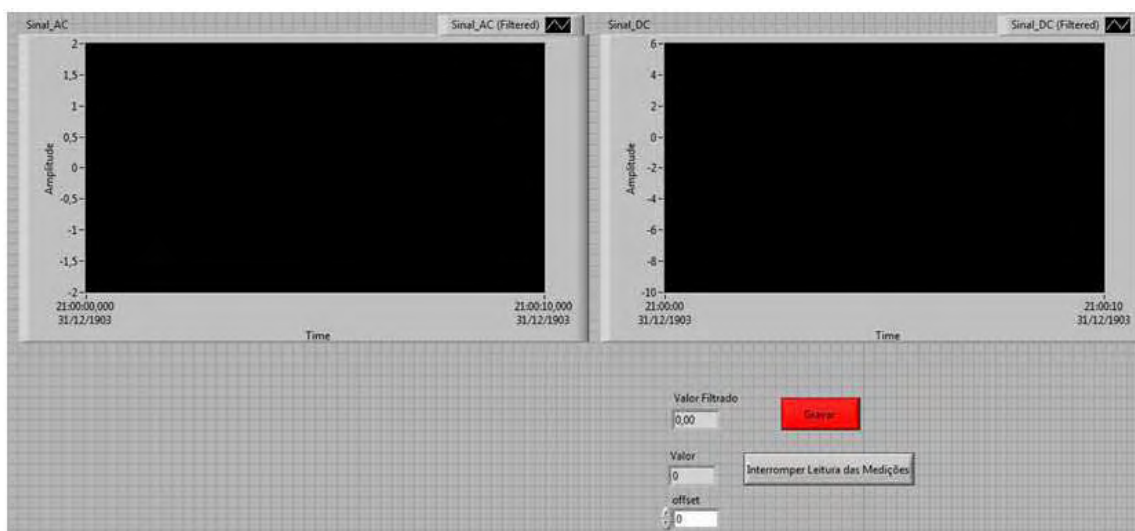 Sinal_AC
Sinal_AC (Filtered)
Amplitude
2
1,5
1
0,5
0
-0,5
-1
-1,5
-2
21:00:00,000
31/12/1903
21:00:10,000
31/12/1903
Time
Sinal_DC
Sinal_DC (Filtered)
Amplitude
6
4
2
0
-2
-4
-6
-8
-10
21:00:00
31/12/1903
21:00:10
31/12/1903
Time
Valor Filtrado
0,00
Gravar
Valor
0
Interromper Leitura das Medições
offset
0